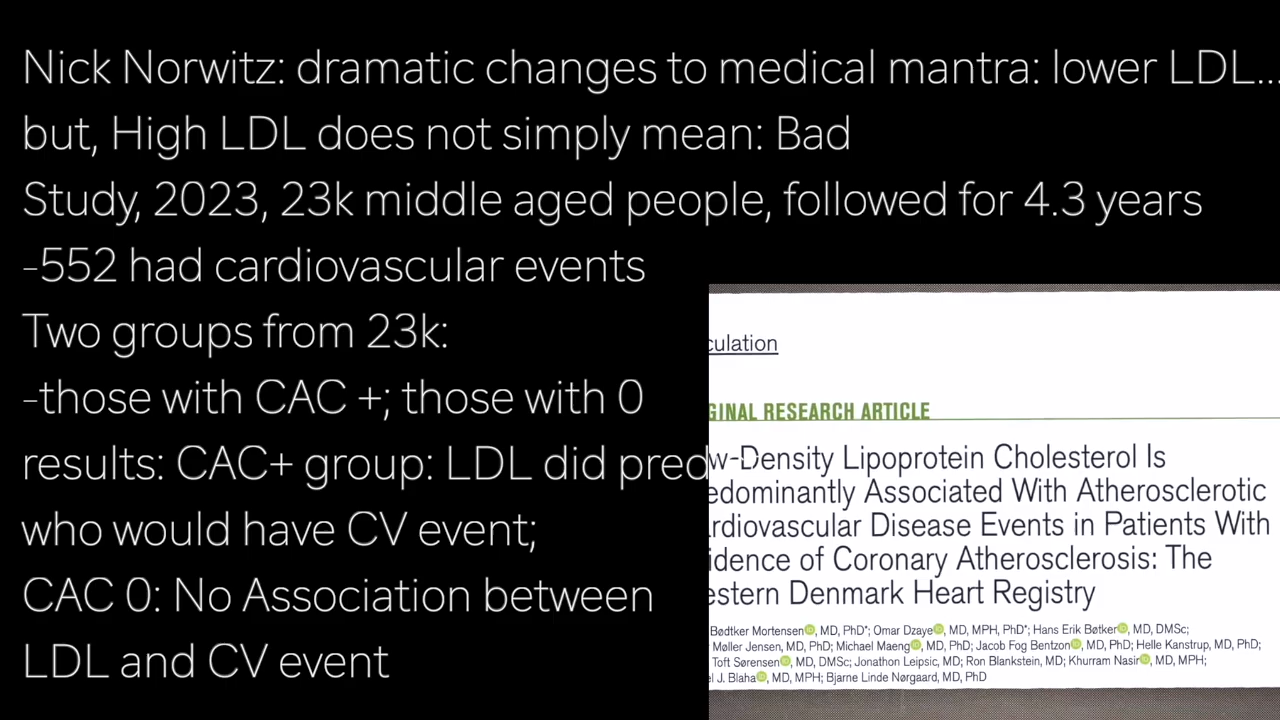 Nick Norwitz: dramatic changes to medical mantra: lower LDL...
but, High LDL does not simply mean: Bad
Study, 2023, 23k middle aged people, followed for 4.3 years
-552 had cardiovascular events
Two groups from 23k:
-those with CAC +; those with 0
results: CAC+ group: LDL did pred
who would have CV event;
CAC 0: No Association between
LDL and CV event
culation
GINAL RESEARCH ARTICLE
w-Density Lipoprotein Cholesterol Is
edominantly Associated With Atherosclerotic
ardiovascular Disease Events in Patients With
idence of Coronary Atherosclerosis: The
estern Denmark Heart Registry
Bødtker Mortensen, MD, PhD*; Omar Dzaye, MD, MPH, PhD*; Hans Erik Bøtker, MD, DMSc;
Møller Jensen, MD, PhD; Michael Maeng, MD, PhD; Jacob Fog Bentzon, MD, PhD; Helle Kanstrup, MD, PhD;
Toft Sørensen, MD, DMSc; Jonathon Leipsic, MD; Ron Blankstein, MD; Khurram Nasir, MD, MPH;
el J. Blaha, MD, MPH; Bjarne Linde Nørgaard, MD, PhD